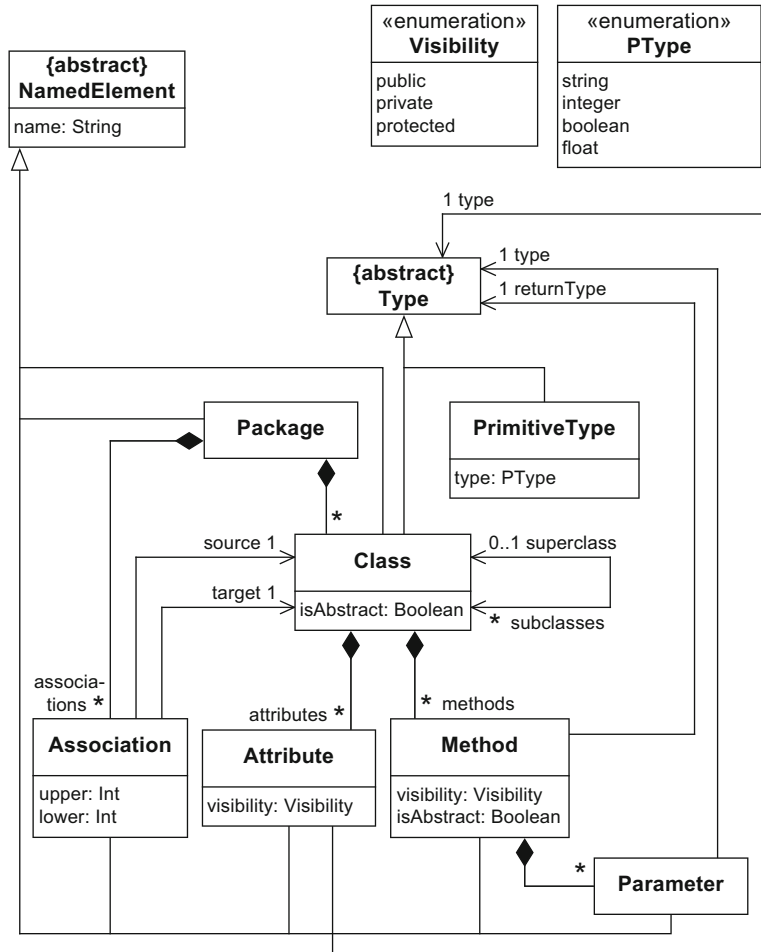 «enumeration»
Visibility
public
private
protected
«enumeration»
PType
string
integer
boolean
float
{abstract}
NamedElement
name: String
1 type
{abstract}
Type
1 type
1 returnType
Package
PrimitiveType
type: PType
*
source 1
target 1
Class
isAbstract: Boolean
0..1 superclass
* subclasses
associa-
tions *
attributes *
* methods
Association
upper: Int
lower: Int
Attribute
visibility: Visibility
Method
visibility: Visibility
isAbstract: Boolean
*
Parameter